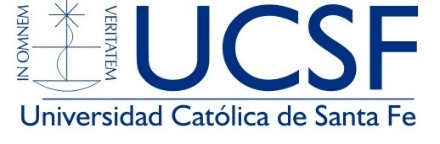 IN OMNEM
VERITATEM
UCSF
Universidad Católica de Santa Fe